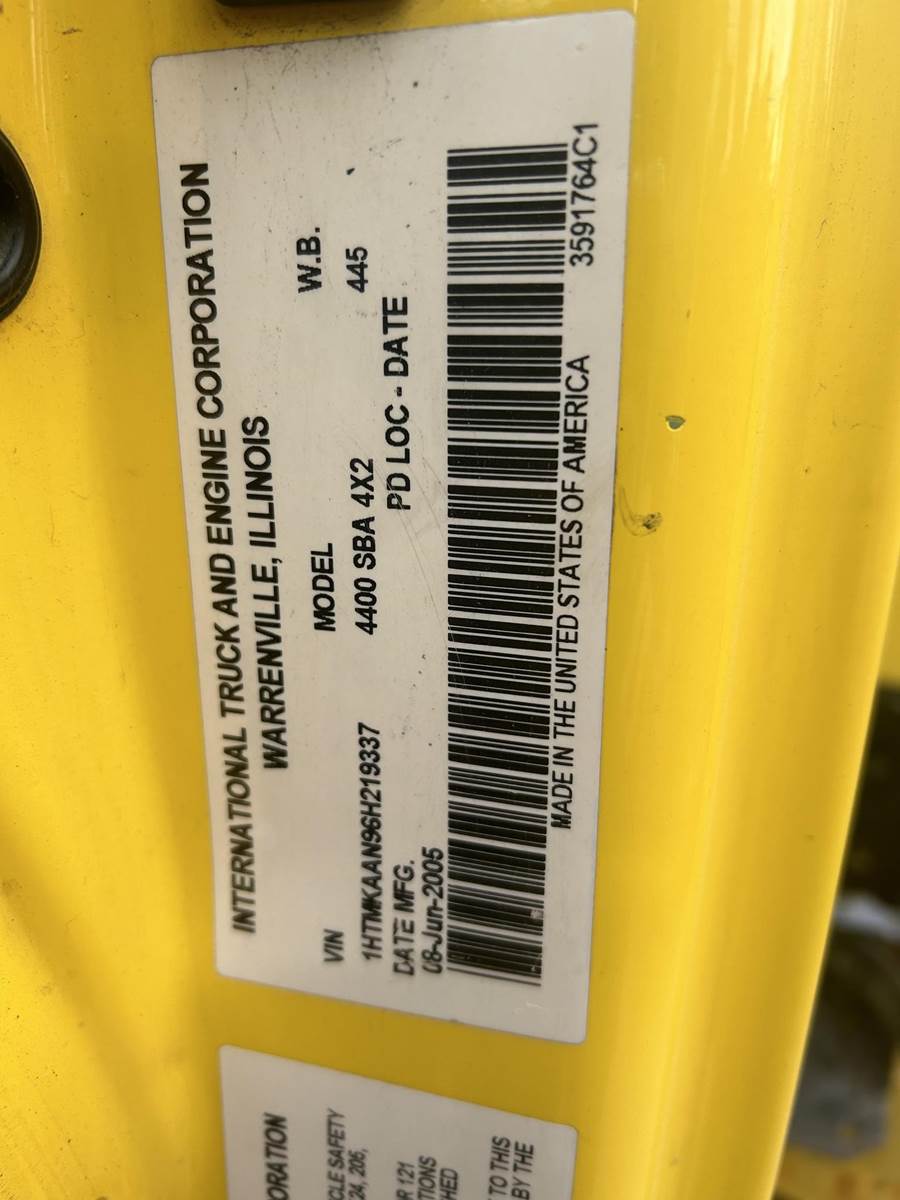 INTERNATIONAL TRUCK AND ENGINE CORPORATION
WARRENVILLE, ILLINOIS
VIN MODEL W.B.
1HTMKAAN96H219337 4400 SBA 4X2 445
DATE MFG. PD LOC - DATE
08-Jun-2005
MADE IN THE UNITED STATES OF AMERICA 3591764C1
ORATION
CLE SAFETY
24, 206,
R 121
TIONS
HED
TO THIS
BY THE